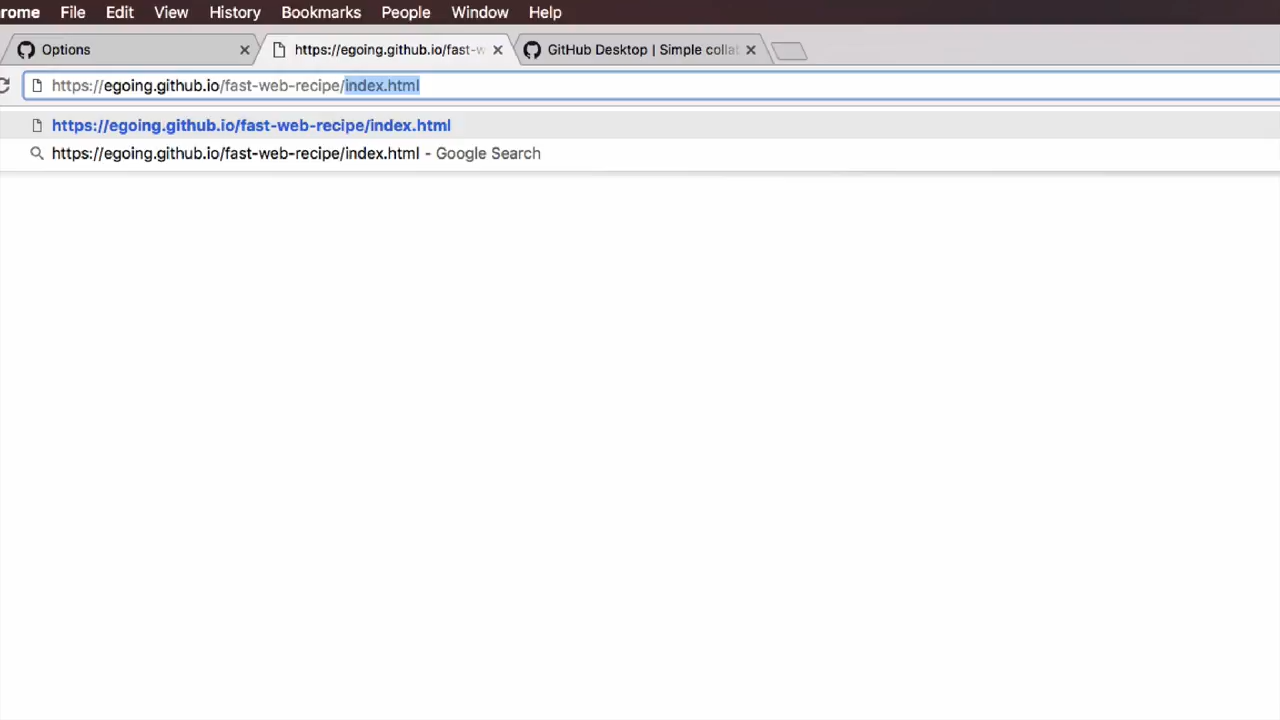 rome File Edit View History Bookmarks People Window Help
Options https://egoing.github.io/fast-w GitHub Desktop | Simple collab
https://egoing.github.io/fast-web-recipe/index.html
https://egoing.github.io/fast-web-recipe/index.html
https://egoing.github.io/fast-web-recipe/index.html - Google Search